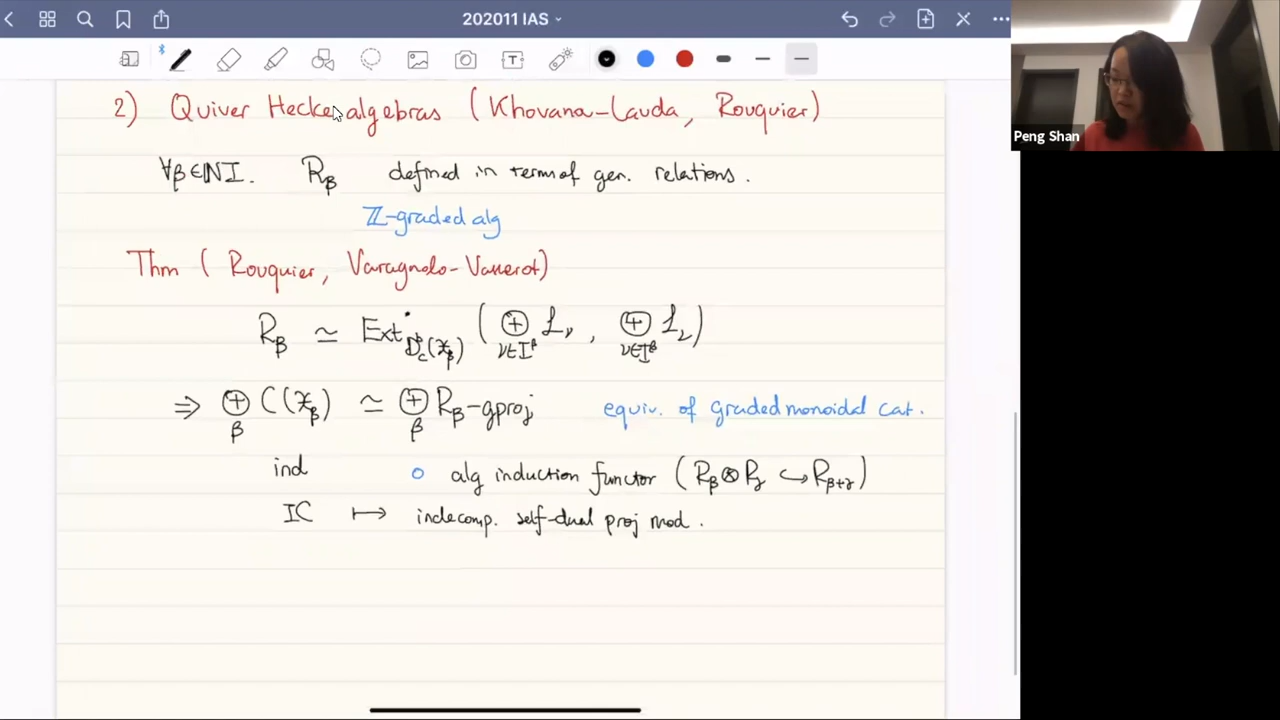 202011 IAS
Peng Shan
2) Quiver Hecke algebras (Khovanov-Lauda, Rouquier)
∀β∈ℕI. R_β defined in term of gen. relations.
ℤ-graded alg
Thm (Rouquier, Varagnolo-Vasserot)
R_β ≃ Ext^•_{D^b_c(𝔛_β)} (⊕_{ν∈I^β} 𝓛_ν, ⊕_{ν∈I^β} 𝓛_ν)
⇒ ⊕_β C(𝔛_β) ≃ ⊕_β R_β-gproj equiv. of graded monoidal cat.
ind ∘ alg induction functor (R_β⊗R_γ ↪ R_{β+γ})
IC ↦ indecomp. self-dual proj mod.